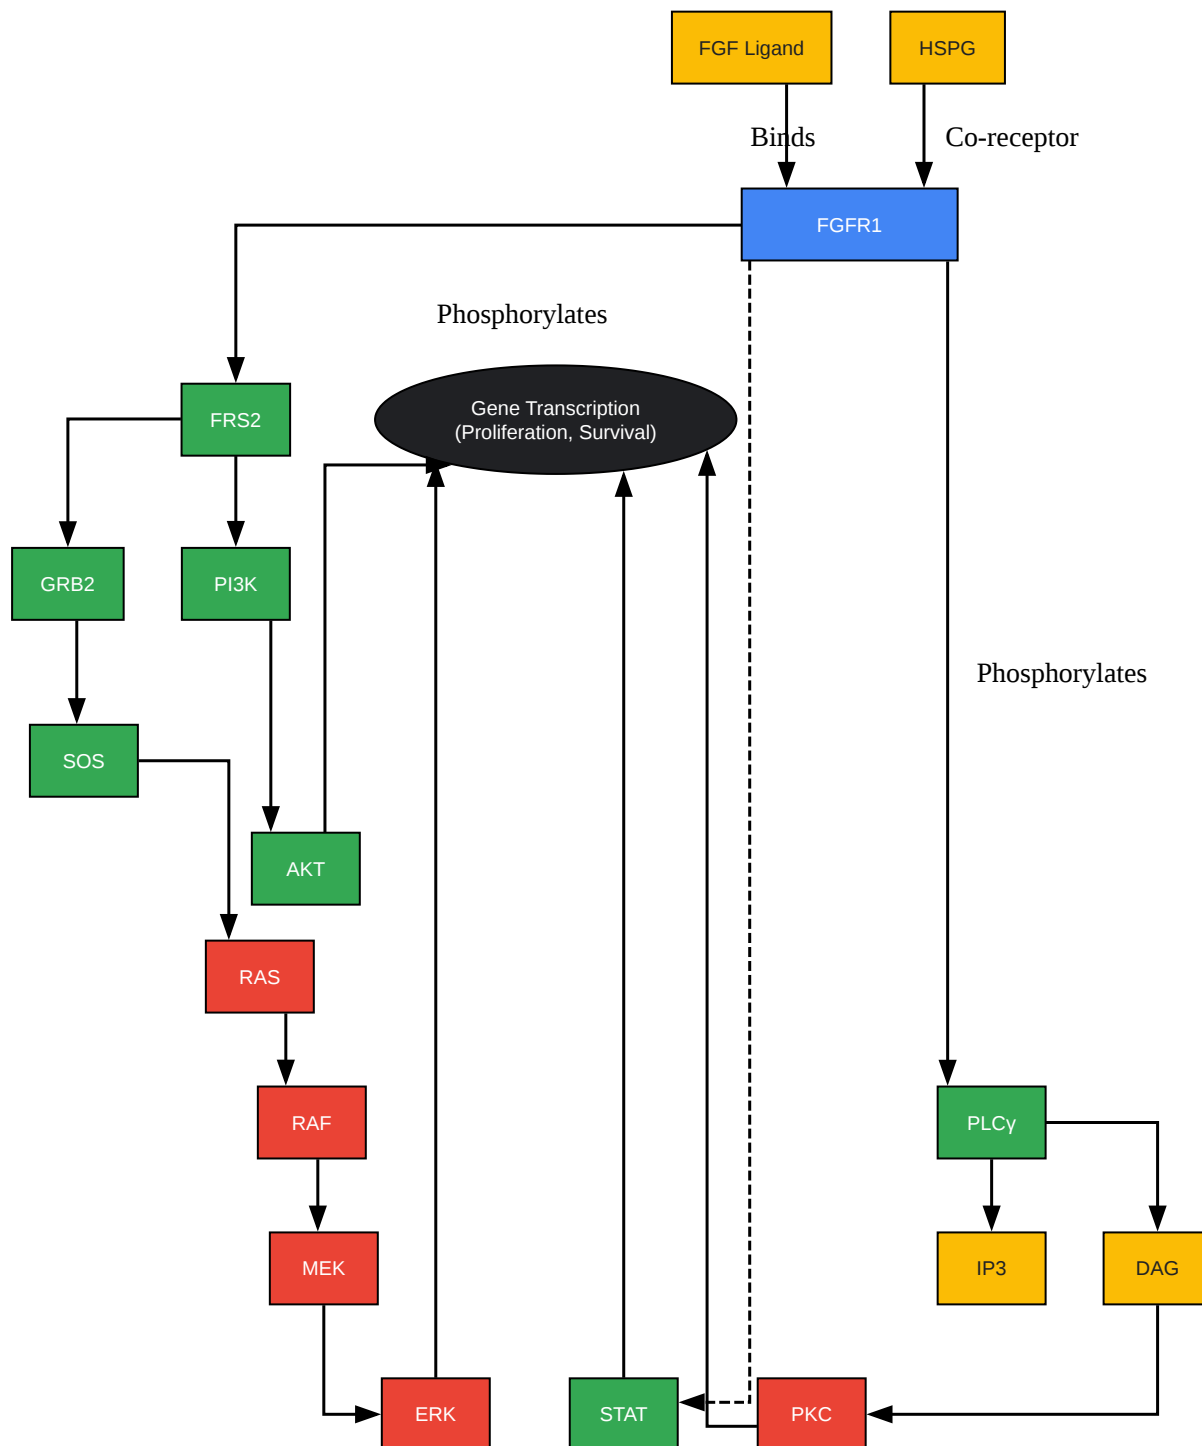 FGF Ligand
HSPG
Binds
Co-receptor
FGFR1
Phosphorylates
Gene Transcription
(Proliferation, Survival)
FRS2
GRB2
PI3K
Phosphorylates
SOS
AKT
RAS
RAF
PLCγ
MEK
IP3
DAG
ERK
STAT
PKC